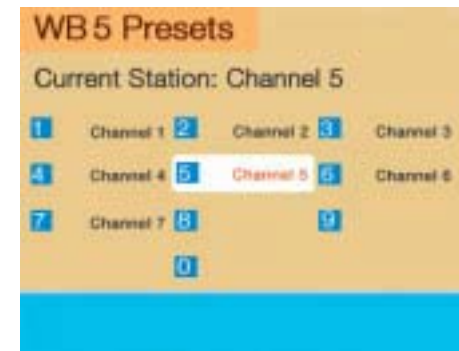 WB 5 Presets
Current Station: Channel 5
1 Channel 1 2 Channel 2 3 Channel 3
4 Channel 4 5 Channel 5 6 Channel 6
7 Channel 7 8 9
0